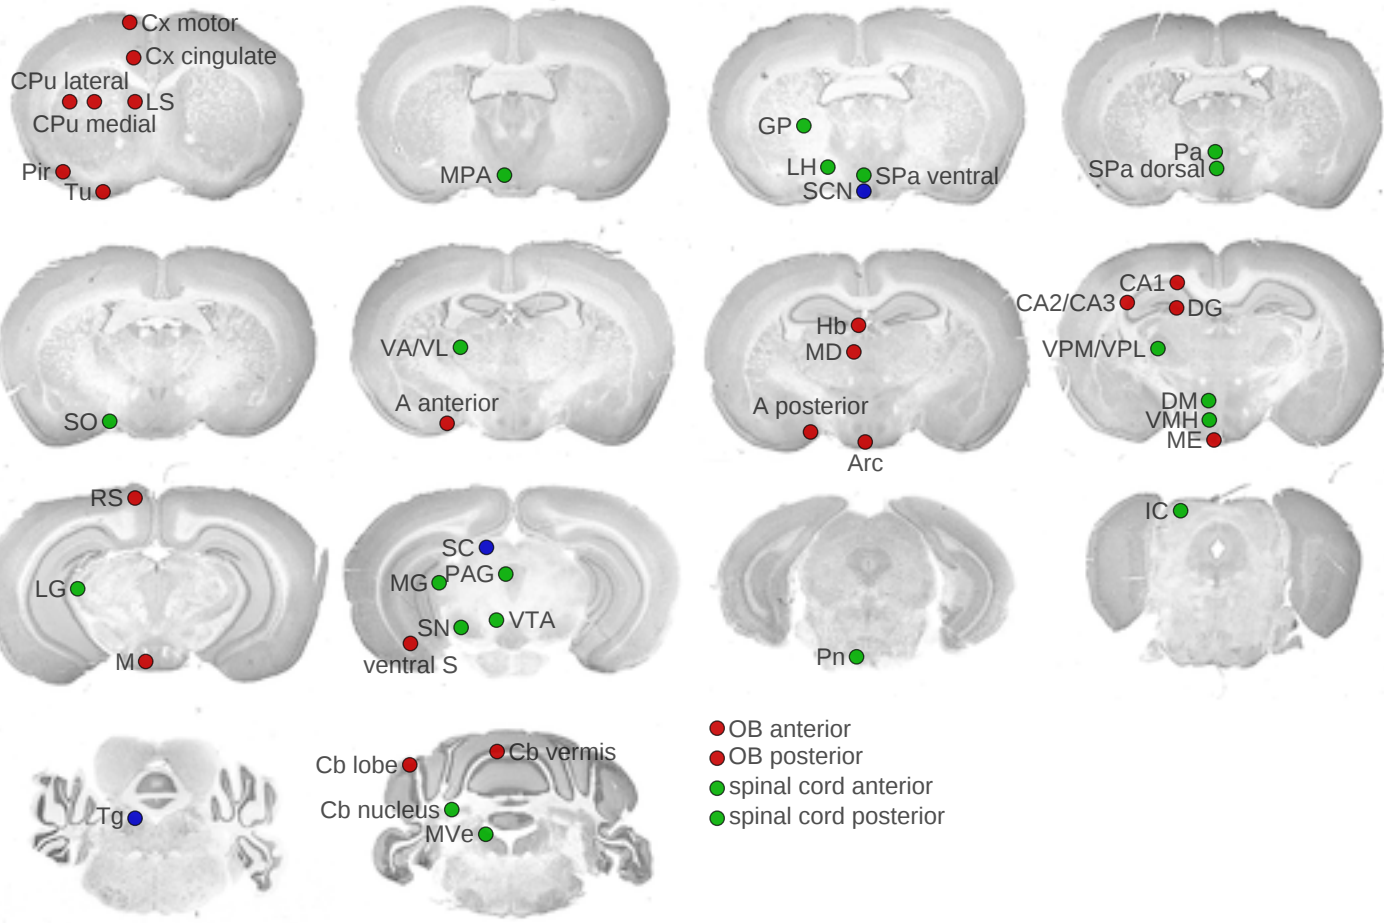 Cx motor
Cx cingulate
CPu lateral
LS
CPu medial
Pir
Tu
MPA
GP
LH
SPa ventral
SCN
Pa
SPa dorsal
SO
VA/VL
A anterior
Hb
MD
A posterior
Arc
CA1
CA2/CA3
DG
VPM/VPL
DM
VMH
ME
RS
LG
M
SC
MG
PAG
SN
VTA
ventral S
Pn
IC
Tg
Cb lobe
Cb vermis
Cb nucleus
MVe
OB anterior
OB posterior
spinal cord anterior
spinal cord posterior